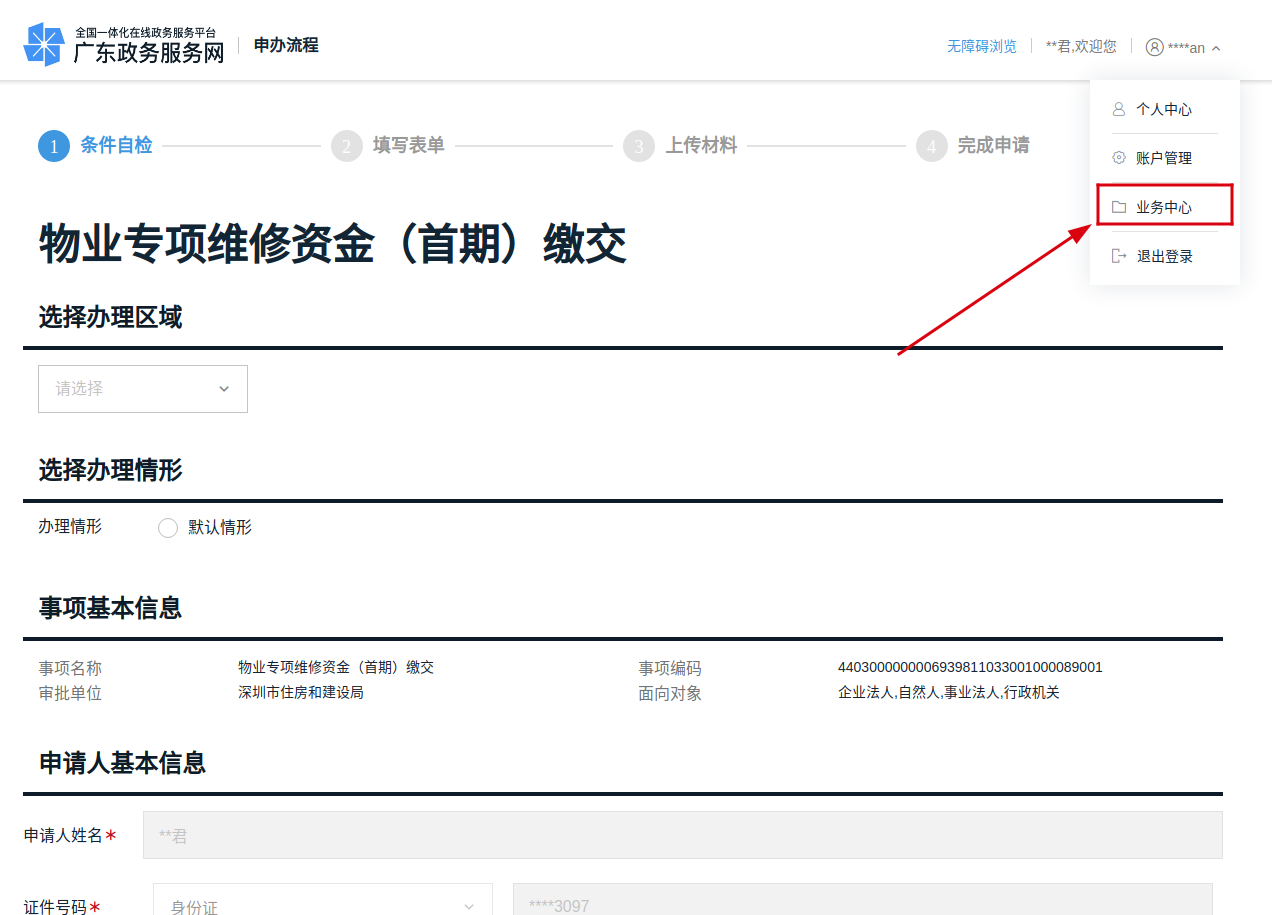 全国一体化在线政务服务平台
广东政务服务网
申办流程
无障碍浏览
**君,欢迎您
****an
个人中心
账户管理
业务中心
退出登录
1 条件自检
2 填写表单
3 上传材料
4 完成申请
物业专项维修资金（首期）缴交
选择办理区域
请选择
选择办理情形
办理情形 默认情形
事项基本信息
事项名称 物业专项维修资金（首期）缴交 事项编码 44030000000693981103300100008​9001
审批单位 深圳市住房和建设局 面向对象 企业法人,自然人,事业法人,行政机关
申请人基本信息
申请人姓名* **君
证件号码* 身份证 ****3097